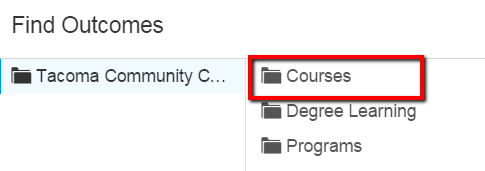 Find Outcomes
Tacoma Community C...
Courses
Degree Learning
Programs